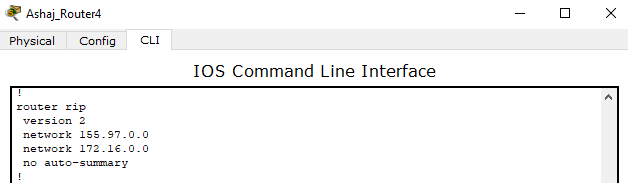 Ashaj_Router4
Physical Config CLI
IOS Command Line Interface
!
router rip
version 2
network 155.97.0.0
network 172.16.0.0
no auto-summary
!